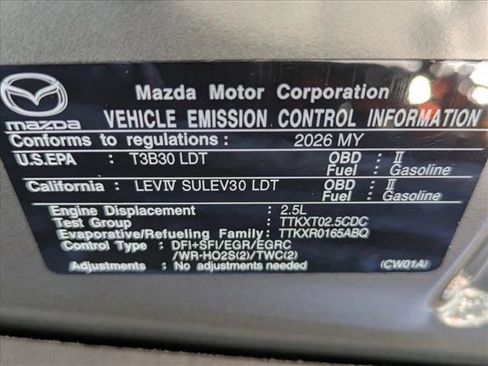 Mazda Motor Corporation
mazda VEHICLE EMISSION CONTROL INFORMATION
Conforms to regulations: 2026 MY
U.S.EPA : T3B30 LDT OBD : II
Fuel : Gasoline
California : LEVIV SULEV30 LDT OBD : II
Fuel : Gasoline
Engine Displacement : 2.5L
Test Group : TTKXT02.5CDC
Evaporative/Refueling Family: TTKXR0165ABQ
Control Type : DFI+SFI/EGR/EGRC
/WR-HO2S(2)/TWC(2)
Adjustments : No adjustments needed (CW01A)